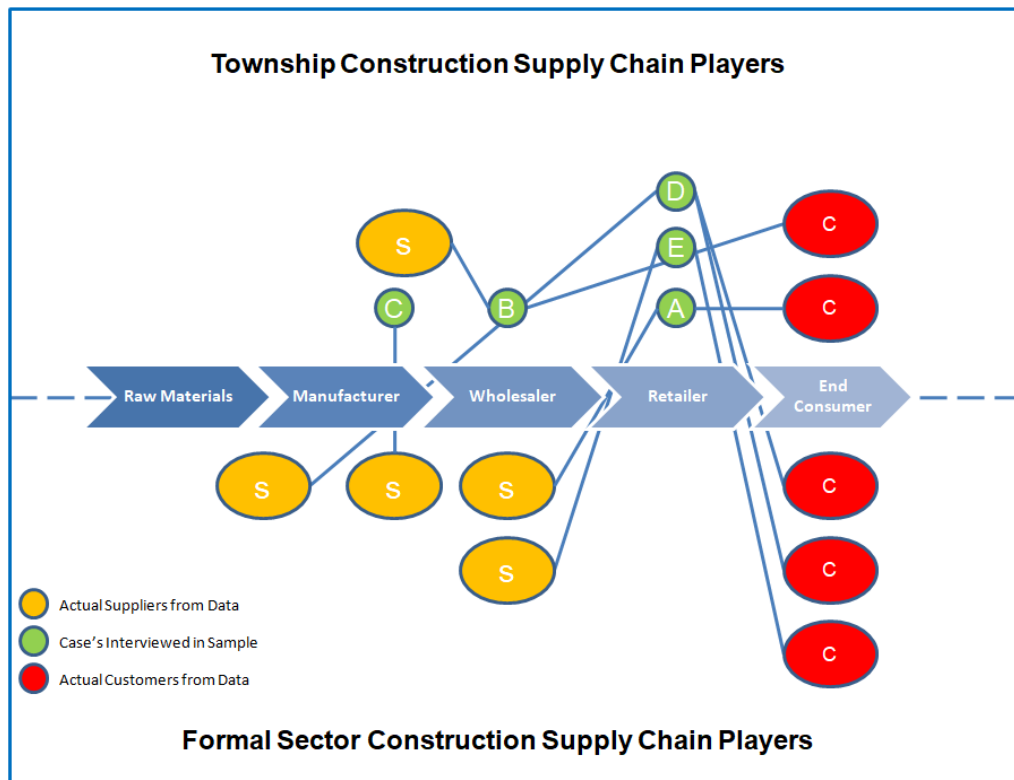 Township Construction Supply Chain Players
D
C
S
E
C
B
A
C
Raw Materials
Manufacturer
Wholesaler
Retailer
End
Consumer
S
S
S
C
S
C
Actual Suppliers from Data
Case's Interviewed in Sample
C
Actual Customers from Data
Formal Sector Construction Supply Chain Players